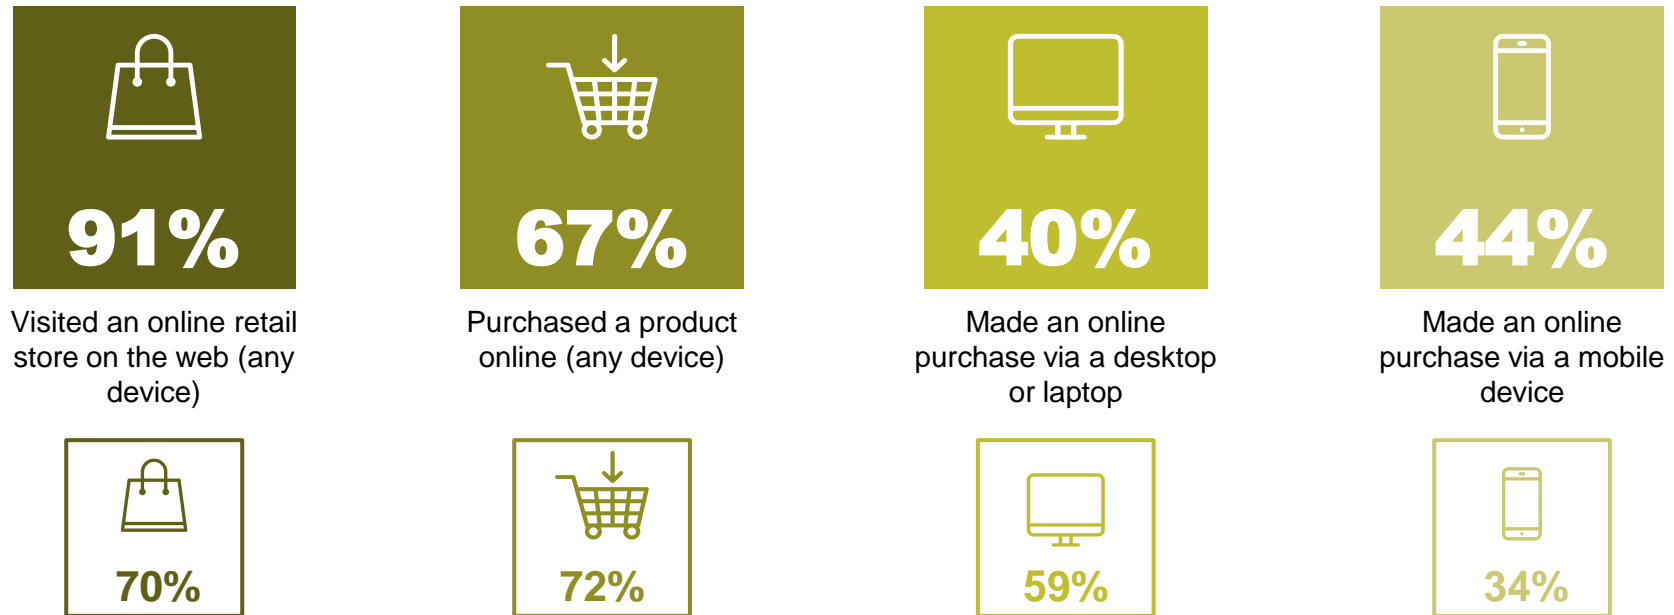 91%
67%
40%
44%
Visited an online retail
store on the web (any
device)
Purchased a product
online (any device)
Made an online
purchase via a desktop
or laptop
Made an online
purchase via a mobile
device
70%
72%
59%
34%